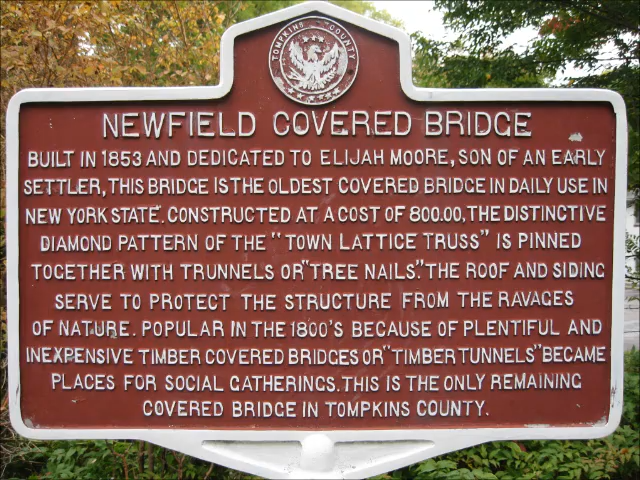 TOMPKINS COUNTY
NEWFIELD COVERED BRIDGE
BUILT IN 1853 AND DEDICATED TO ELIJAH MOORE, SON OF AN EARLY
SETTLER, THIS BRIDGE IS THE OLDEST COVERED BRIDGE IN DAILY USE IN
NEW YORK STATE. CONSTRUCTED AT A COST OF 800.00, THE DISTINCTIVE
DIAMOND PATTERN OF THE "TOWN LATTICE TRUSS" IS PINNED
TOGETHER WITH TRUNNELS OR "TREE NAILS." THE ROOF AND SIDING
SERVE TO PROTECT THE STRUCTURE FROM THE RAVAGES
OF NATURE. POPULAR IN THE 1800'S BECAUSE OF PLENTIFUL AND
INEXPENSIVE TIMBER COVERED BRIDGES OR "TIMBER TUNNELS" BECAME
PLACES FOR SOCIAL GATHERINGS. THIS IS THE ONLY REMAINING
COVERED BRIDGE IN TOMPKINS COUNTY.